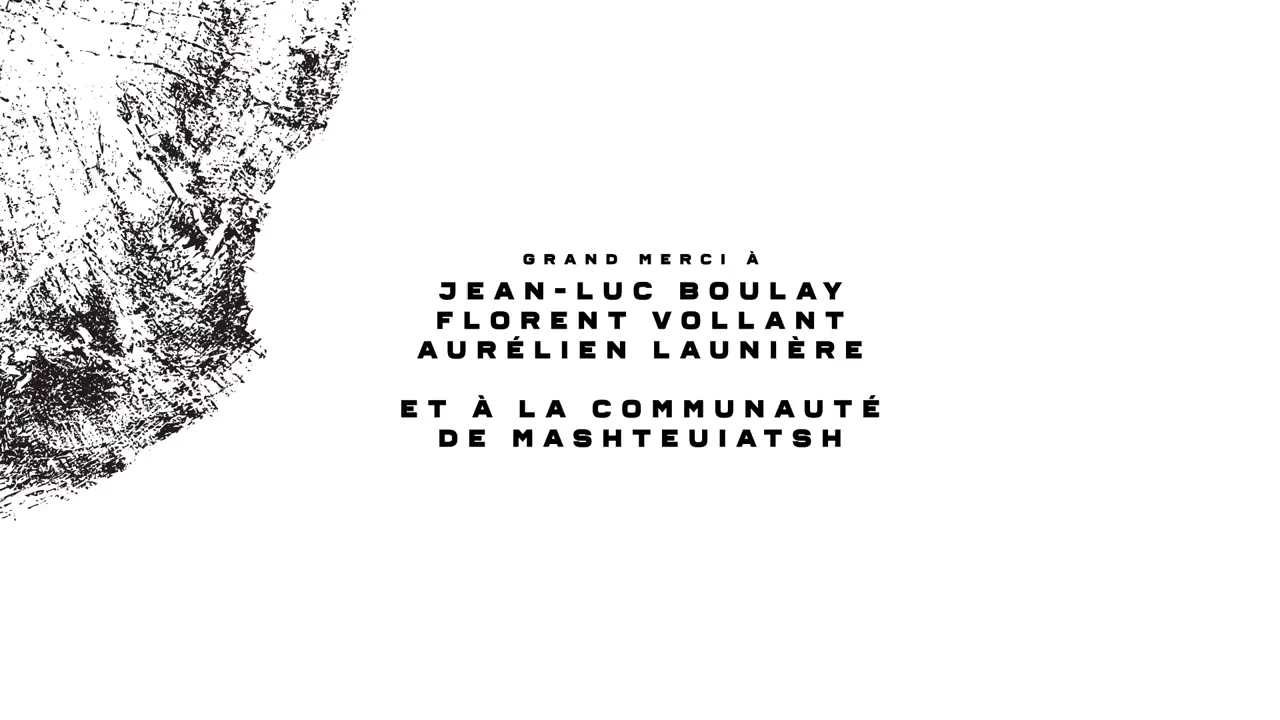 GRAND MERCI À
JEAN-LUC BOULAY
FLORENT VOLLANT
AURÉLIEN LAUNIÈRE
ET À LA COMMUNAUTÉ
DE MASHTEUIATSH